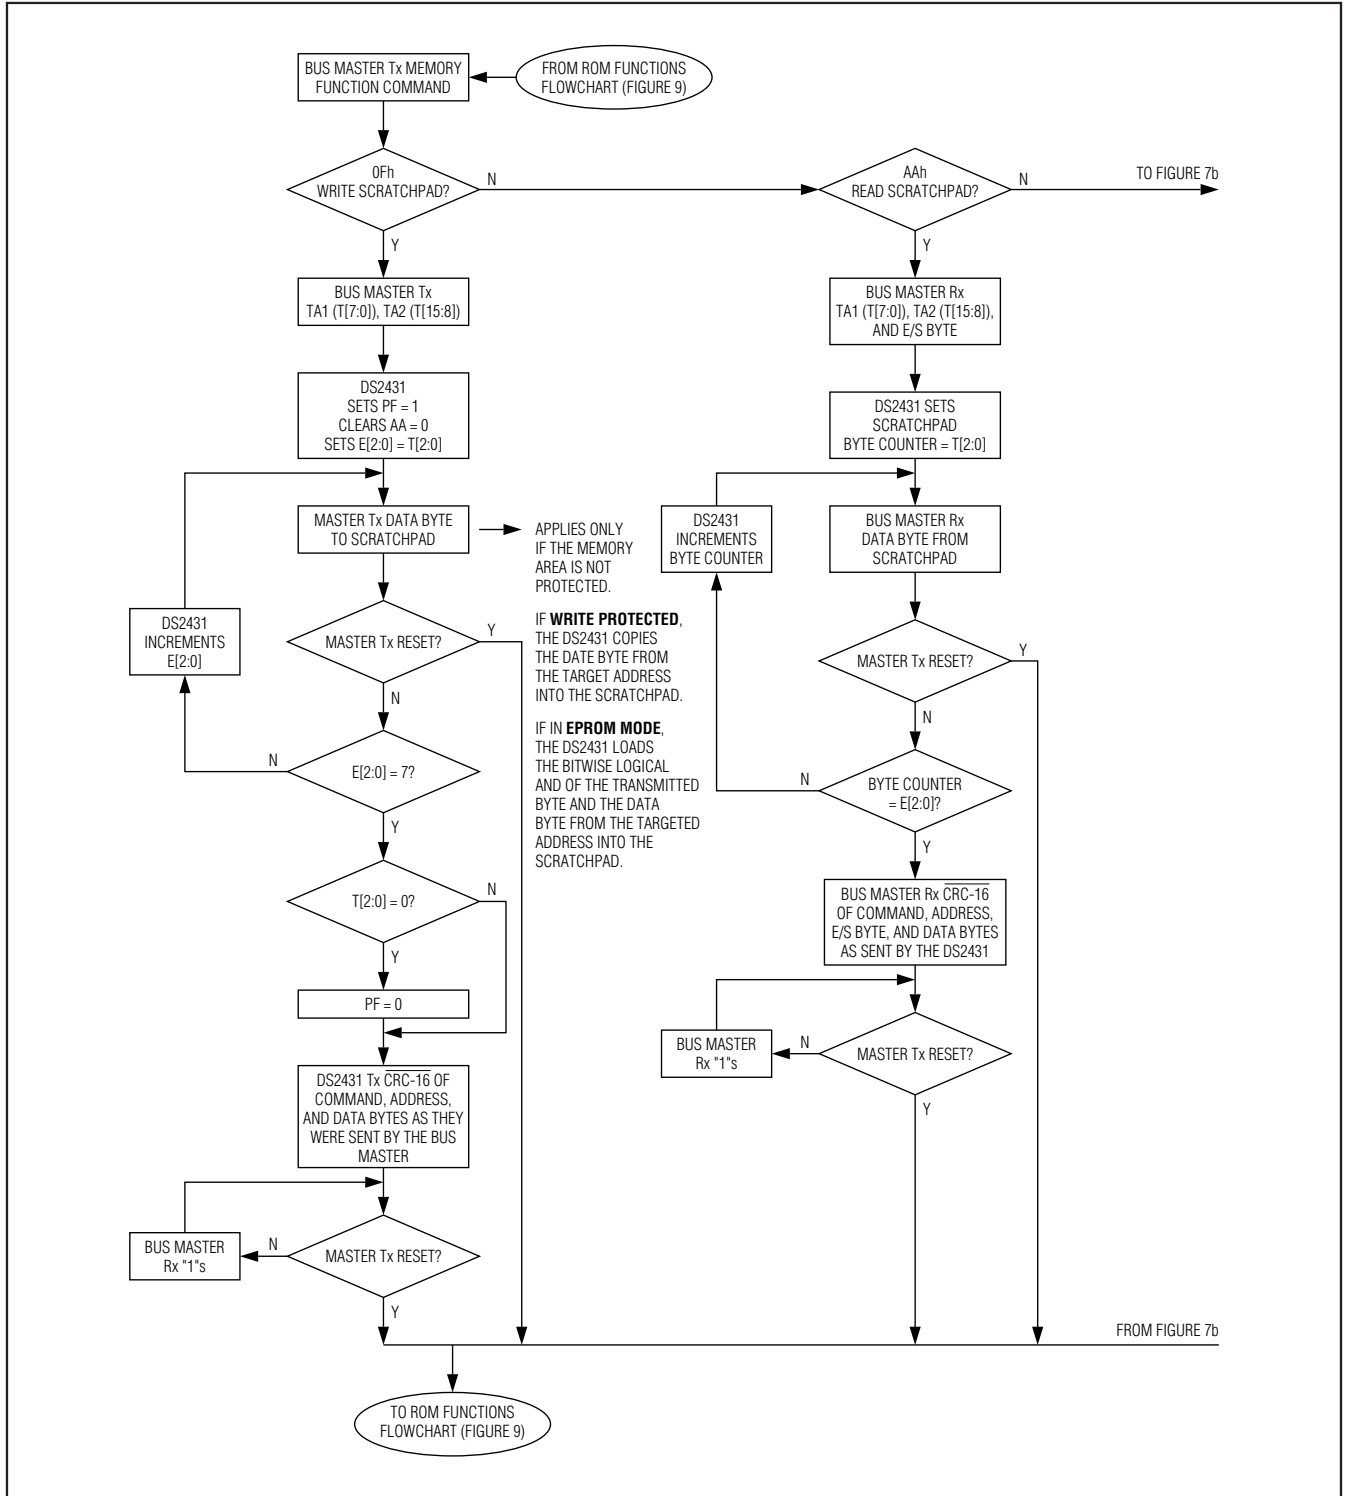 BUS MASTER Tx MEMORY
FUNCTION COMMAND
FROM ROM FUNCTIONS
FLOWCHART (FIGURE 9)
0Fh
WRITE SCRATCHPAD?
N
Y
AAh
READ SCRATCHPAD?
N
Y
TO FIGURE 7b
BUS MASTER Tx
TA1 (T[7:0]), TA2 (T[15:8])
DS2431
SETS PF = 1
CLEARS AA = 0
SETS E[2:0] = T[2:0]
MASTER Tx DATA BYTE
TO SCRATCHPAD
APPLIES ONLY
IF THE MEMORY
AREA IS NOT
PROTECTED.
IF WRITE PROTECTED,
THE DS2431 COPIES
THE DATE BYTE FROM
THE TARGET ADDRESS
INTO THE SCRATCHPAD.
IF IN EPROM MODE,
THE DS2431 LOADS
THE BITWISE LOGICAL
AND OF THE TRANSMITTED
BYTE AND THE DATA
BYTE FROM THE TARGETED
ADDRESS INTO THE
SCRATCHPAD.
DS2431
INCREMENTS
E[2:0]
MASTER Tx RESET?
Y
N
E[2:0] = 7?
N
Y
T[2:0] = 0?
N
Y
PF = 0
DS2431 Tx CRC-16 OF
COMMAND, ADDRESS,
AND DATA BYTES AS THEY
WERE SENT BY THE BUS
MASTER
BUS MASTER
Rx "1"s
N
MASTER Tx RESET?
Y
BUS MASTER Rx
TA1 (T[7:0]), TA2 (T[15:8]),
AND E/S BYTE
DS2431 SETS
SCRATCHPAD
BYTE COUNTER = T[2:0]
DS2431
INCREMENTS
BYTE COUNTER
BUS MASTER Rx
DATA BYTE FROM
SCRATCHPAD
MASTER Tx RESET?
Y
N
BYTE COUNTER
= E[2:0]?
N
Y
BUS MASTER Rx CRC-16
OF COMMAND, ADDRESS,
E/S BYTE, AND DATA BYTES
AS SENT BY THE DS2431
BUS MASTER
Rx "1"s
N
MASTER Tx RESET?
Y
FROM FIGURE 7b
TO ROM FUNCTIONS
FLOWCHART (FIGURE 9)